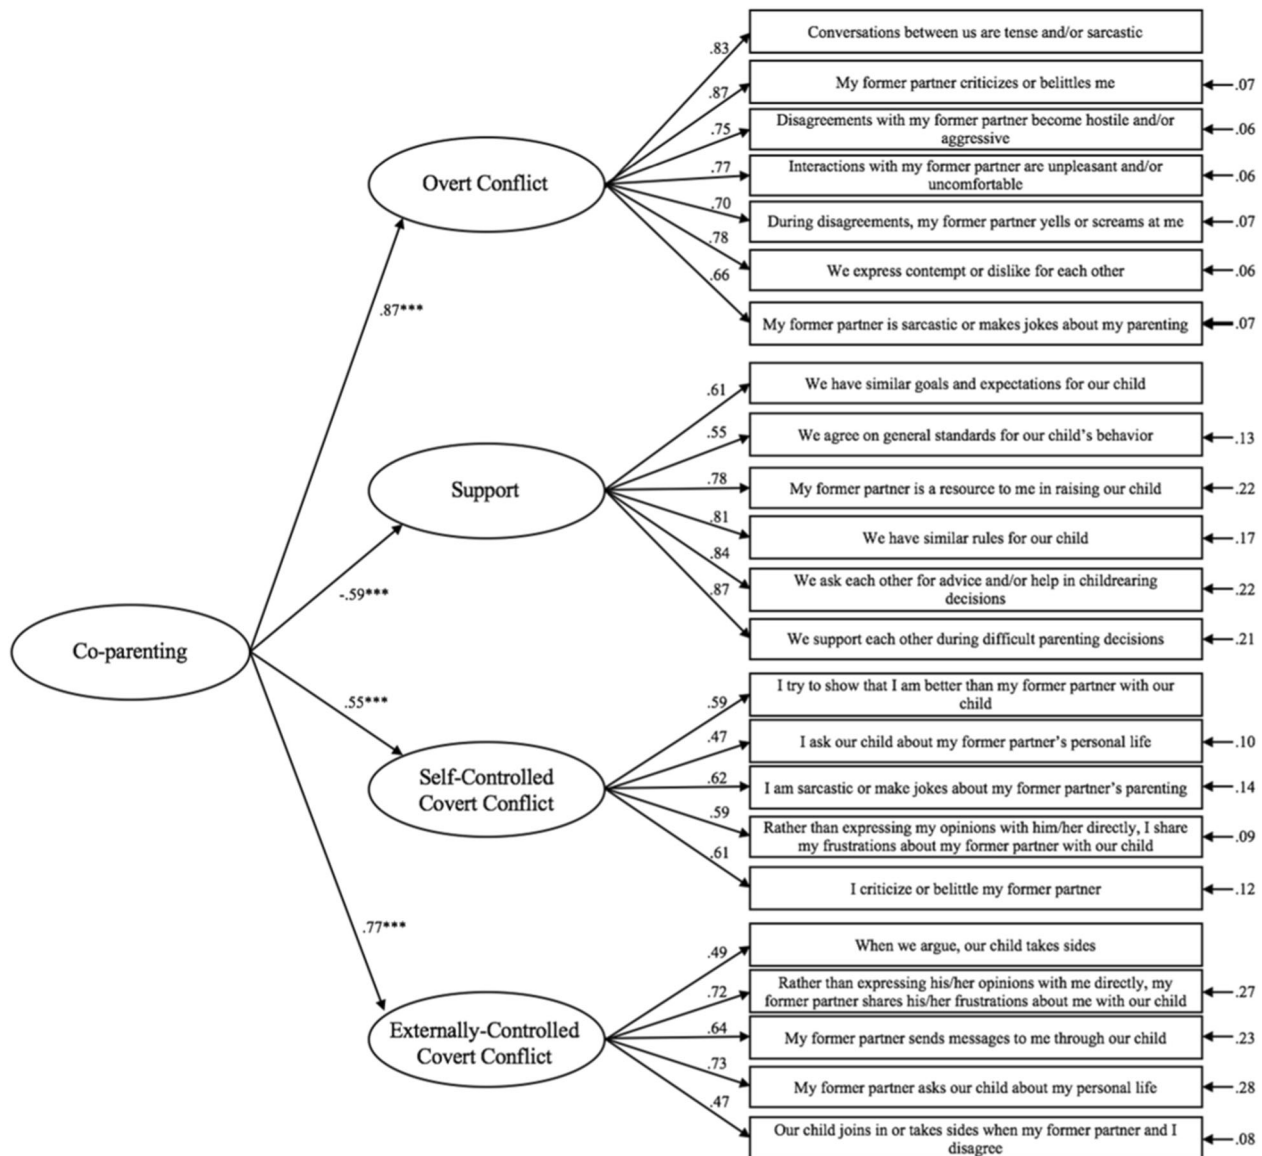 .83
Conversations between us are tense and/or sarcastic
.87
My former partner criticizes or belittles me
.07
.75
Disagreements with my former partner become hostile and/or
aggressive
.06
.77
Interactions with my former partner are unpleasant and/or
uncomfortable
.06
Overt Conflict
.70
During disagreements, my former partner yells or screams at me
.07
.78
We express contempt or dislike for each other
.06
.66
My former partner is sarcastic or makes jokes about my parenting
.07
.87***
.61
We have similar goals and expectations for our child
.55
We agree on general standards for our child's behavior
.13
Support
.78
My former partner is a resource to me in raising our child
.22
.81
We have similar rules for our child
.17
.84
We ask each other for advice and/or help in childrearing
decisions
.22
.87
We support each other during difficult parenting decisions
.21
-.59***
Co-parenting
.55***
.59
I try to show that I am better than my former partner with our
child
.47
I ask our child about my former partner's personal life
.10
Self-Controlled
Covert Conflict
.62
I am sarcastic or make jokes about my former partner's parenting
.14
.59
Rather than expressing my opinions with him/her directly, I share
my frustrations about my former partner with our child
.09
.61
I criticize or belittle my former partner
.12
.77***
.49
When we argue, our child takes sides
.72
Rather than expressing his/her opinions with me directly, my
former partner shares his/her frustrations about me with our child
.27
Externally-Controlled
Covert Conflict
.64
My former partner sends messages to me through our child
.23
.73
My former partner asks our child about my personal life
.28
.47
Our child joins in or takes sides when my former partner and I
disagree
.08